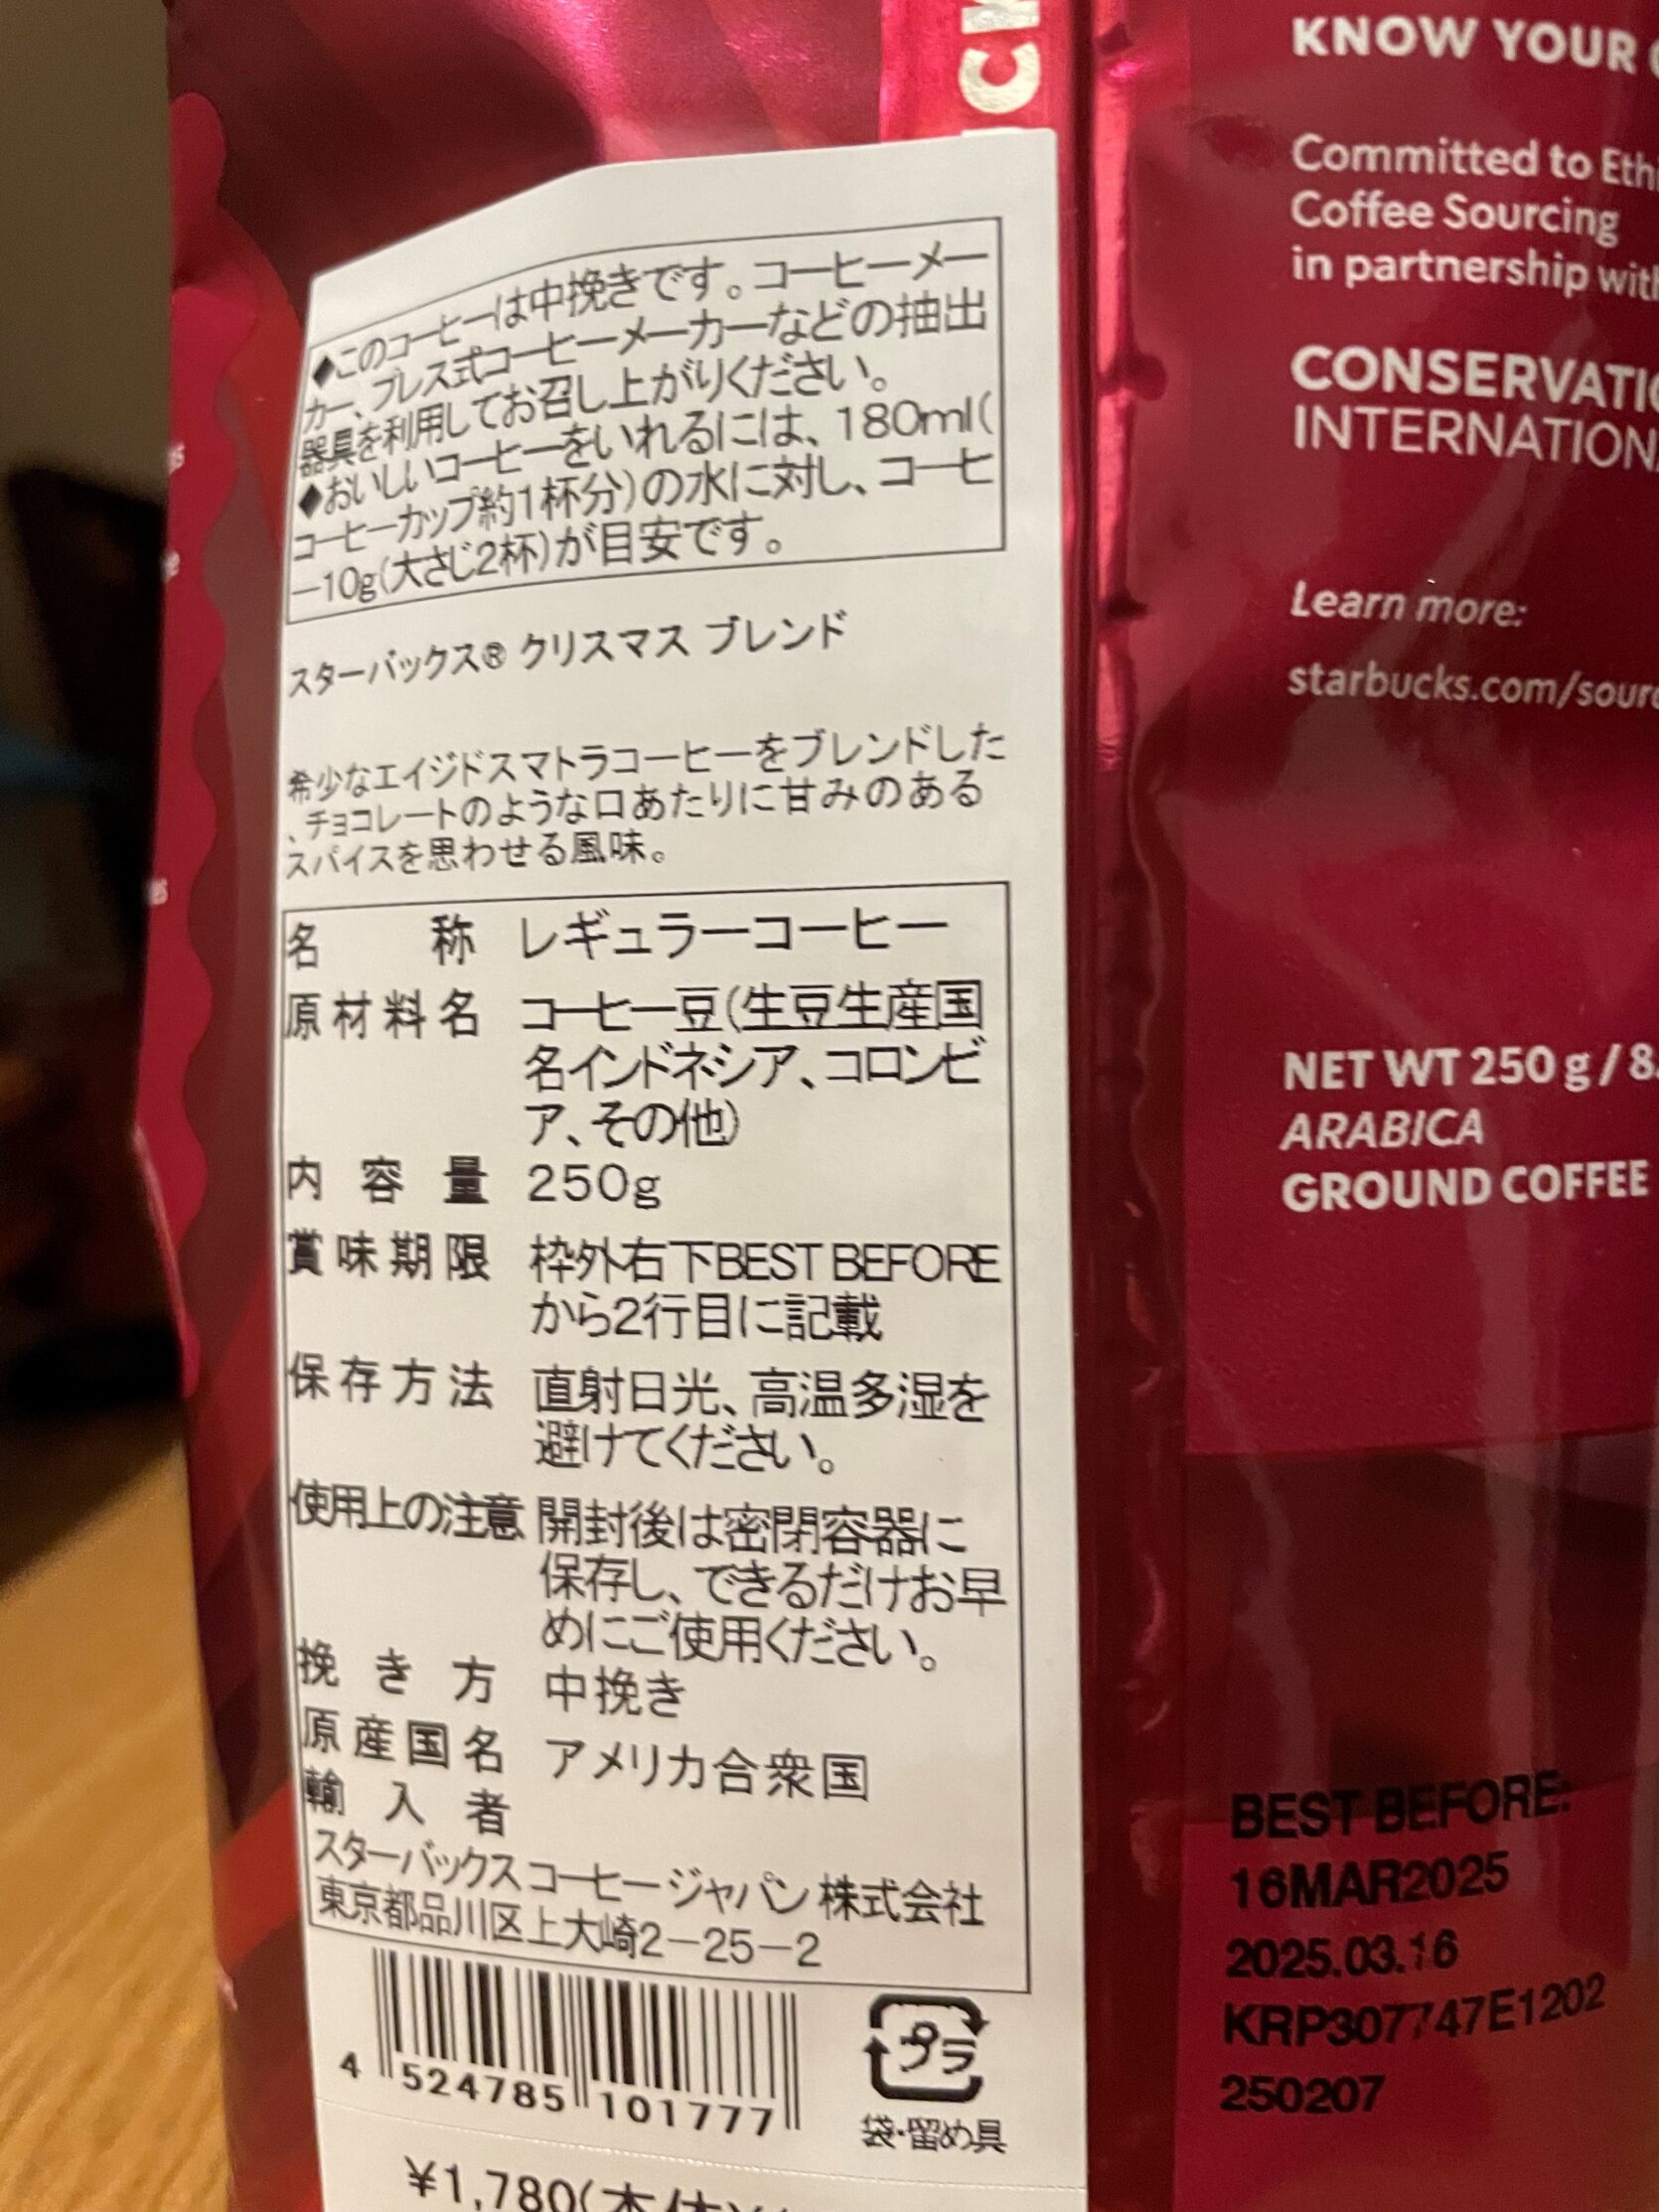 CK
◆このコーヒーは中挽きです。コーヒーメー
カー、プレス式コーヒーメーカーなどの抽出
器具を利用してお召し上がりください。
◆おいしいコーヒーをいれるには、180ml(
コーヒーカップ約1杯分)の水に対し、コーヒ
ー10g(大さじ2杯)が目安です。
スターバックス® クリスマス ブレンド
希少なエイジドスマトラコーヒーをブレンドした
、チョコレートのような口あたりに甘みのある
スパイスを思わせる風味。
名称 レギュラーコーヒー
原材料名 コーヒー豆(生豆生産国
名インドネシア、コロンビ
ア、その他)
内容量 250g
賞味期限 枠外右下BEST BEFORE
から2行目に記載
保存方法 直射日光、高温多湿を
避けてください。
使用上の注意 開封後は密閉容器に
保存し、できるだけお早
めにご使用ください。
挽き方 中挽き
原産国名 アメリカ合衆国
輸入者
スターバックス コーヒー ジャパン 株式会社
東京都品川区上大崎2-25-2
4 524785 101777
プラ
袋・留め具
¥1,780(本体
KNOW YOUR
Committed to
Coffee Sourcing
in partnership
CONSERVATIO
INTERNATIONA
Learn more:
starbucks.com/sour
NET WT 250 g / 8.
ARABICA
GROUND COFFEE
BEST BEFORE:
16MAR2025
2025.03.16
KRP307747E1202
250207